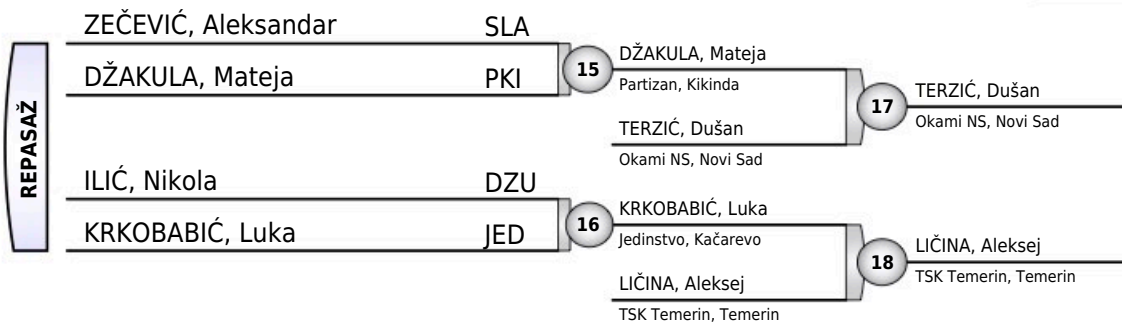 REPASAŽ
ZEČEVIĆ, Aleksandar SLA
DŽAKULA, Mateja PKI
15
DŽAKULA, Mateja
Partizan, Kikinda
TERZIĆ, Dušan
Okami NS, Novi Sad
17
TERZIĆ, Dušan
Okami NS, Novi Sad
ILIĆ, Nikola DZU
KRKOBABIĆ, Luka JED
16
KRKOBABIĆ, Luka
Jedinstvo, Kačarevo
LIČINA, Aleksej
TSK Temerin, Temerin
18
LIČINA, Aleksej
TSK Temerin, Temerin